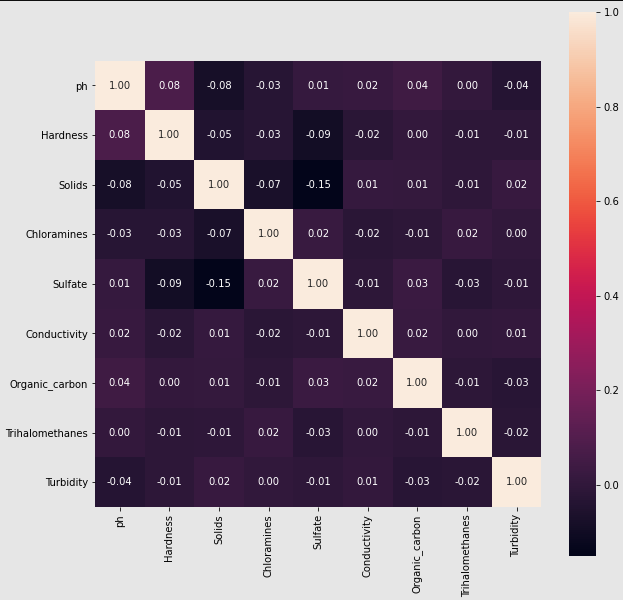 1.0
ph 1.00 0.08 -0.08 -0.03 0.01 0.02 0.04 0.00 -0.04
0.8
Hardness 0.08 1.00 -0.05 -0.03 -0.09 -0.02 0.00 -0.01 -0.01
Solids -0.08 -0.05 1.00 -0.07 -0.15 0.01 0.01 -0.01 0.02
0.6
Chloramines -0.03 -0.03 -0.07 1.00 0.02 -0.02 -0.01 0.02 0.00
Sulfate 0.01 -0.09 -0.15 0.02 1.00 -0.01 0.03 -0.03 -0.01
0.4
Conductivity 0.02 -0.02 0.01 -0.02 -0.01 1.00 0.02 0.00 0.01
Organic_carbon 0.04 0.00 0.01 -0.01 0.03 0.02 1.00 -0.01 -0.03
0.2
Trihalomethanes 0.00 -0.01 -0.01 0.02 -0.03 0.00 -0.01 1.00 -0.02
Turbidity -0.04 -0.01 0.02 0.00 -0.01 0.01 -0.03 -0.02 1.00
0.0
ph
Hardness
Solids
Chloramines
Sulfate
Conductivity
Organic_carbon
Trihalomethanes
Turbidity